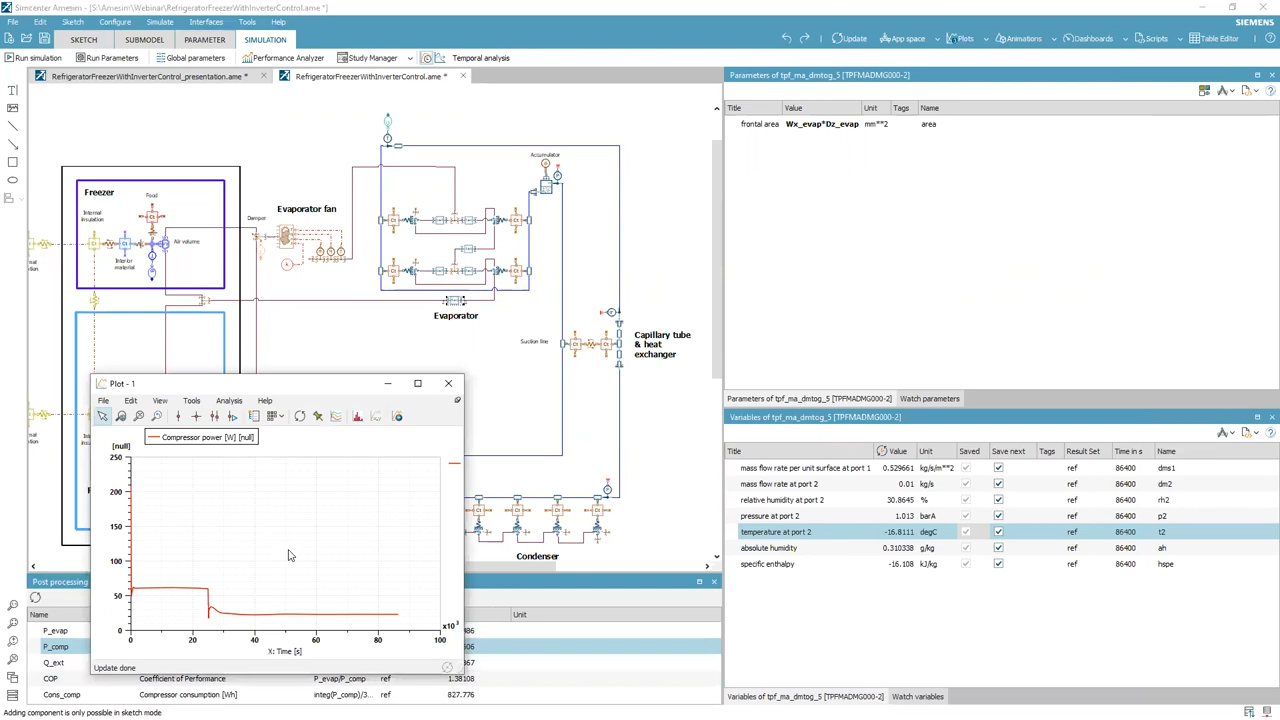 Simcenter Amesim - [S:\Amesim\Webinar\RefrigeratorFreezerWithInverterControl.ame *]
File Edit Sketch Configure Simulate Interfaces Tools Help
SIEMENS
SKETCH SUBMODEL PARAMETER SIMULATION
Update App space Plots Animations Dashboards Scripts Table Editor
Run simulation Run Parameters Global parameters Performance Analyzer Study Manager Temporal analysis
RefrigeratorFreezerWithInverterControl_presentation.ame * RefrigeratorFreezerWithInverterControl.ame *
Parameters of tpf_ma_dmtog_5 [TPFMADMG000-2]
Title Value Unit Tags Name
frontal area Wx_evap*Dz_evap mm**2 area
Accumulator
Freezer
Food
Internal
insulation
Damper
Evaporator fan
Air volume
Interior
material
Evaporator
Suction line
Capillary tube
& heat
exchanger
Condenser
Parameters of tpf_ma_dmtog_5 [TPFMADMG000-2] Watch parameters
Variables of tpf_ma_dmtog_5 [TPFMADMG000-2]
Title Value Unit Saved Save next Tags Result Set Time in s Name
mass flow rate per unit surface at port 1 0.529661 kg/s/m**2 ref 86400 dms1
mass flow rate at port 2 0.01 kg/s ref 86400 dm2
relative humidity at port 2 30.8645 % ref 86400 rh2
pressure at port 2 1.013 barA ref 86400 p2
temperature at port 2 -16.8111 degC ref 86400 t2
absolute humidity 0.310338 g/kg ref 86400 ah
specific enthalpy -16.108 kJ/kg ref 86400 hspe
Variables of tpf_ma_dmtog_5 [TPFMADMG000-2] Watch variables
Plot - 1
File Edit View Tools Analysis Help
Compressor power [W] [null]
[null]
250
200
150
100
50
0
0 20 40 60 80 100
x10³
X: Time [s]
Update done
Post processing
Name Unit
P_evap
P_comp
Q_ext
COP Coefficient of Performance P_evap/P_comp ref 1.38108
Cons_comp Compressor consumption [Wh] integ(P_comp)/3... ref 827.776
Adding component is only possible in sketch mode